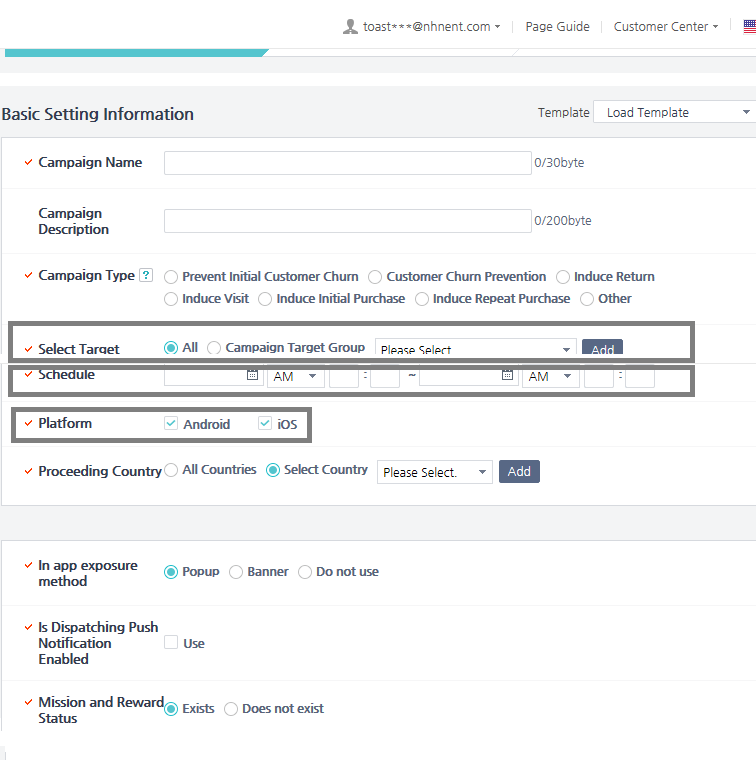 toast***@nhnent.com Page Guide Customer Center
Basic Setting Information Template Load Template
Campaign Name 0/30byte
Campaign Description 0/200byte
Campaign Type ? Prevent Initial Customer Churn Customer Churn Prevention Induce Return
Induce Visit Induce Initial Purchase Induce Repeat Purchase Other
Select Target All Campaign Target Group Please Select Add
Schedule AM : ~ AM :
Platform Android iOS
Proceeding Country All Countries Select Country Please Select. Add
In app exposure
method
Popup Banner Do not use
Is Dispatching Push
Notification
Enabled
Use
Mission and Reward
Status
Exists Does not exist